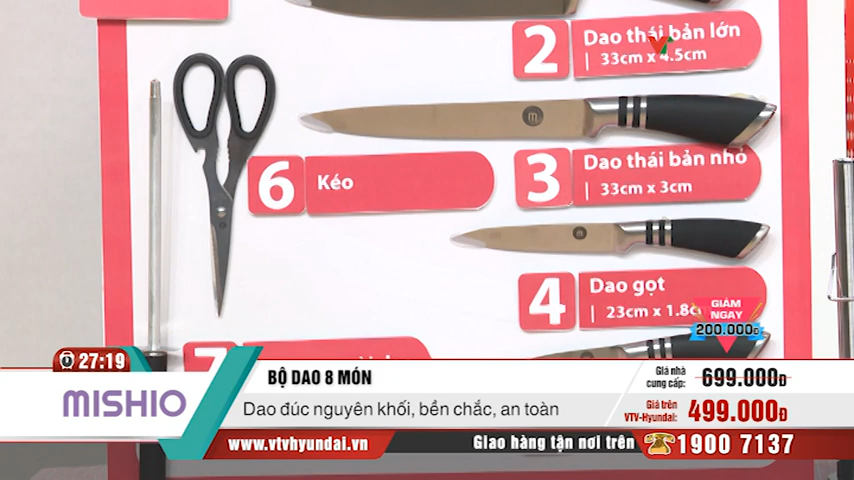 2
Dao thái bản lớn
33cm x 4.5cm
m
6
Kéo
3
Dao thái bản nhỏ
33cm x 3cm
m
4
Dao gọt
23cm x 1.8c
GIẢM
NGAY
200.000Đ
7
27:19
MISHIO
BỘ DAO 8 MÓN
Dao đúc nguyên khối, bền chắc, an toàn
Giá nhà
cung cấp: 699.000Đ
Giá trên
VTV-Hyundai: 499.000Đ
www.vtvhyundai.vn
Giao hàng tận nơi trên
1900 7137